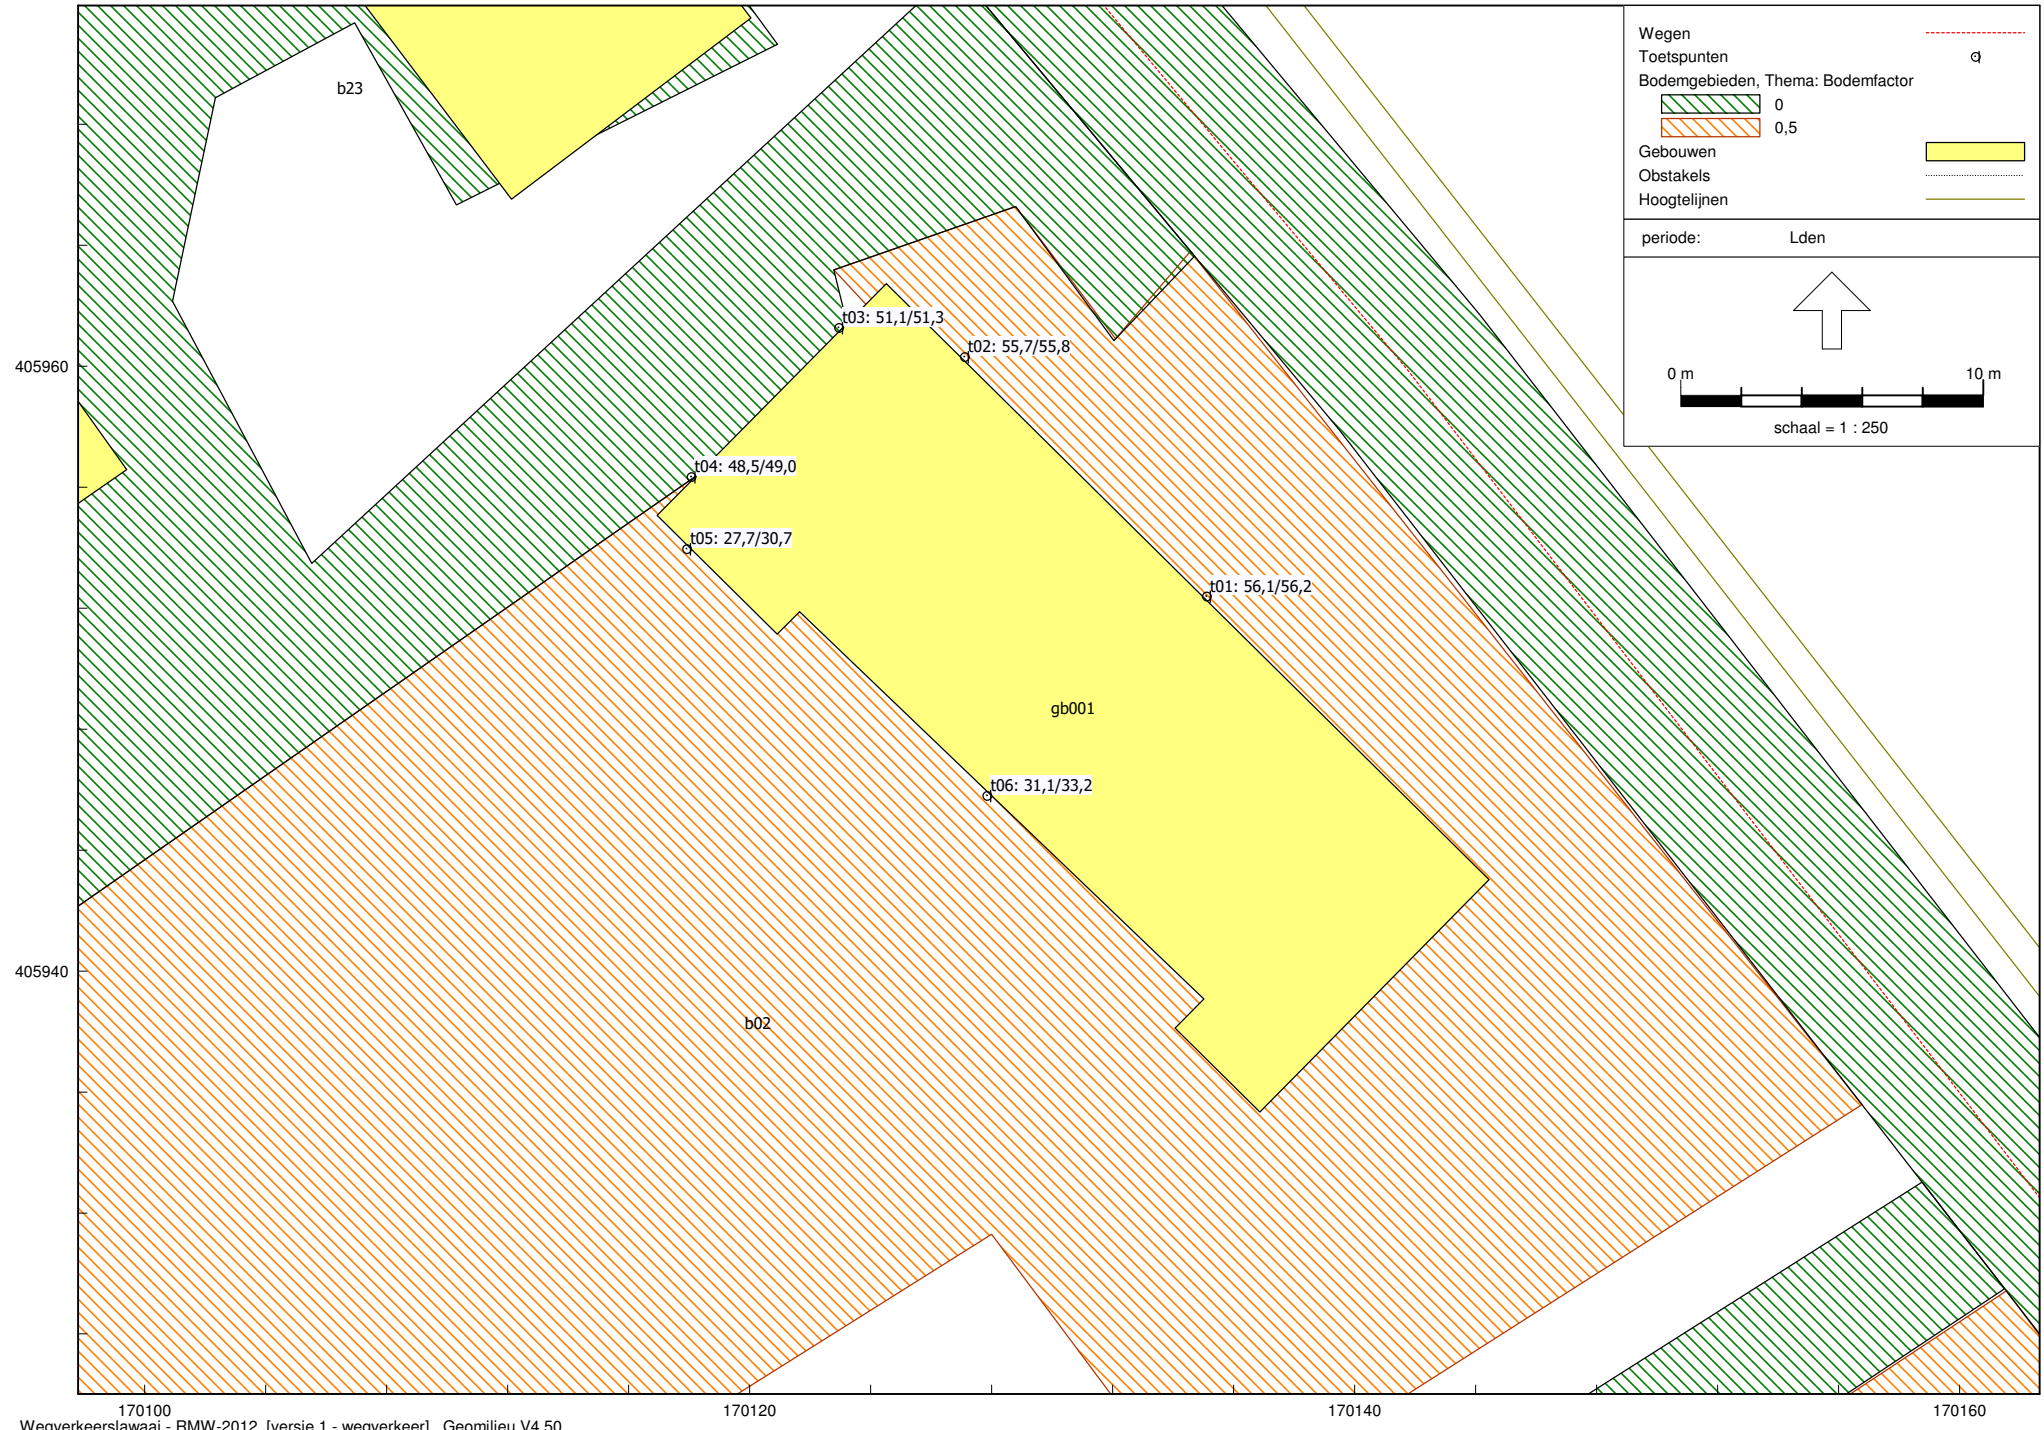 b23
Wegen
Toetspunten
Bodemgebieden, Thema: Bodemfactor
0
0,5
Gebouwen
Obstakels
Hoogtelijnen
periode: Lden
0 m 10 m
schaal = 1 : 250
t03: 51,1/51,3
t02: 55,7/55,8
405960
t04: 48,5/49,0
t05: 27,7/30,7
t01: 56,1/56,2
gb001
t06: 31,1/33,2
405940
b02
170100 170120 170140 170160
Wegverkeerslawaai - RMW-2012, [versie 1 - wegverkeer] , Geomilieu V4.50